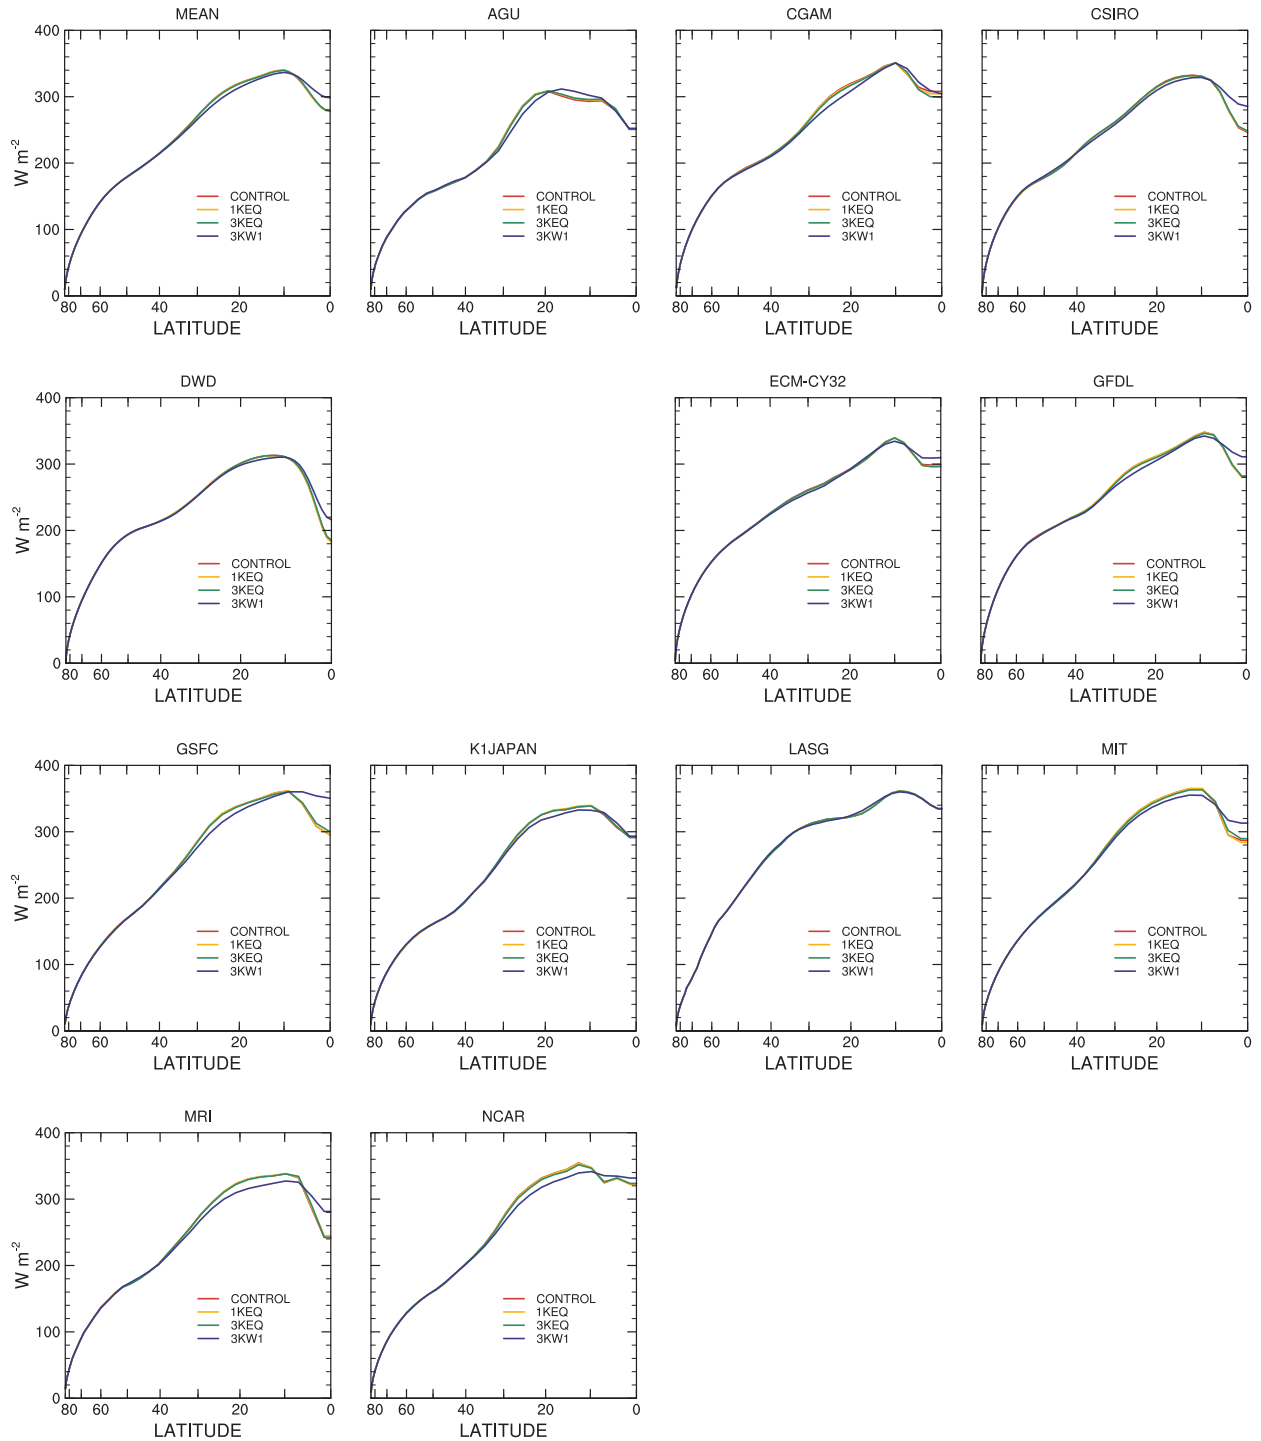 MEAN AGU CGAM CSIRO
400
300
200
100
0
W m-2
CONTROL CONTROL CONTROL CONTROL
1KEQ 1KEQ 1KEQ 1KEQ
3KEQ 3KEQ 3KEQ 3KEQ
3KW1 3KW1 3KW1 3KW1
80 60 40 20 0 80 60 40 20 0 80 60 40 20 0 80 60 40 20 0
LATITUDE LATITUDE LATITUDE LATITUDE
DWD ECM-CY32 GFDL
400
300
200
100
0
W m-2
CONTROL CONTROL CONTROL
1KEQ 1KEQ 1KEQ
3KEQ 3KEQ 3KEQ
3KW1 3KW1 3KW1
80 60 40 20 0 80 60 40 20 0 80 60 40 20 0
LATITUDE LATITUDE LATITUDE
GSFC K1JAPAN LASG MIT
400
300
200
100
0
W m-2
CONTROL CONTROL CONTROL CONTROL
1KEQ 1KEQ 1KEQ 1KEQ
3KEQ 3KEQ 3KEQ 3KEQ
3KW1 3KW1 3KW1 3KW1
80 60 40 20 0 80 60 40 20 0 80 60 40 20 0 80 60 40 20 0
LATITUDE LATITUDE LATITUDE LATITUDE
MRI NCAR
400
300
200
100
0
W m-2
CONTROL CONTROL
1KEQ 1KEQ
3KEQ 3KEQ
3KW1 3KW1
80 60 40 20 0 80 60 40 20 0
LATITUDE LATITUDE